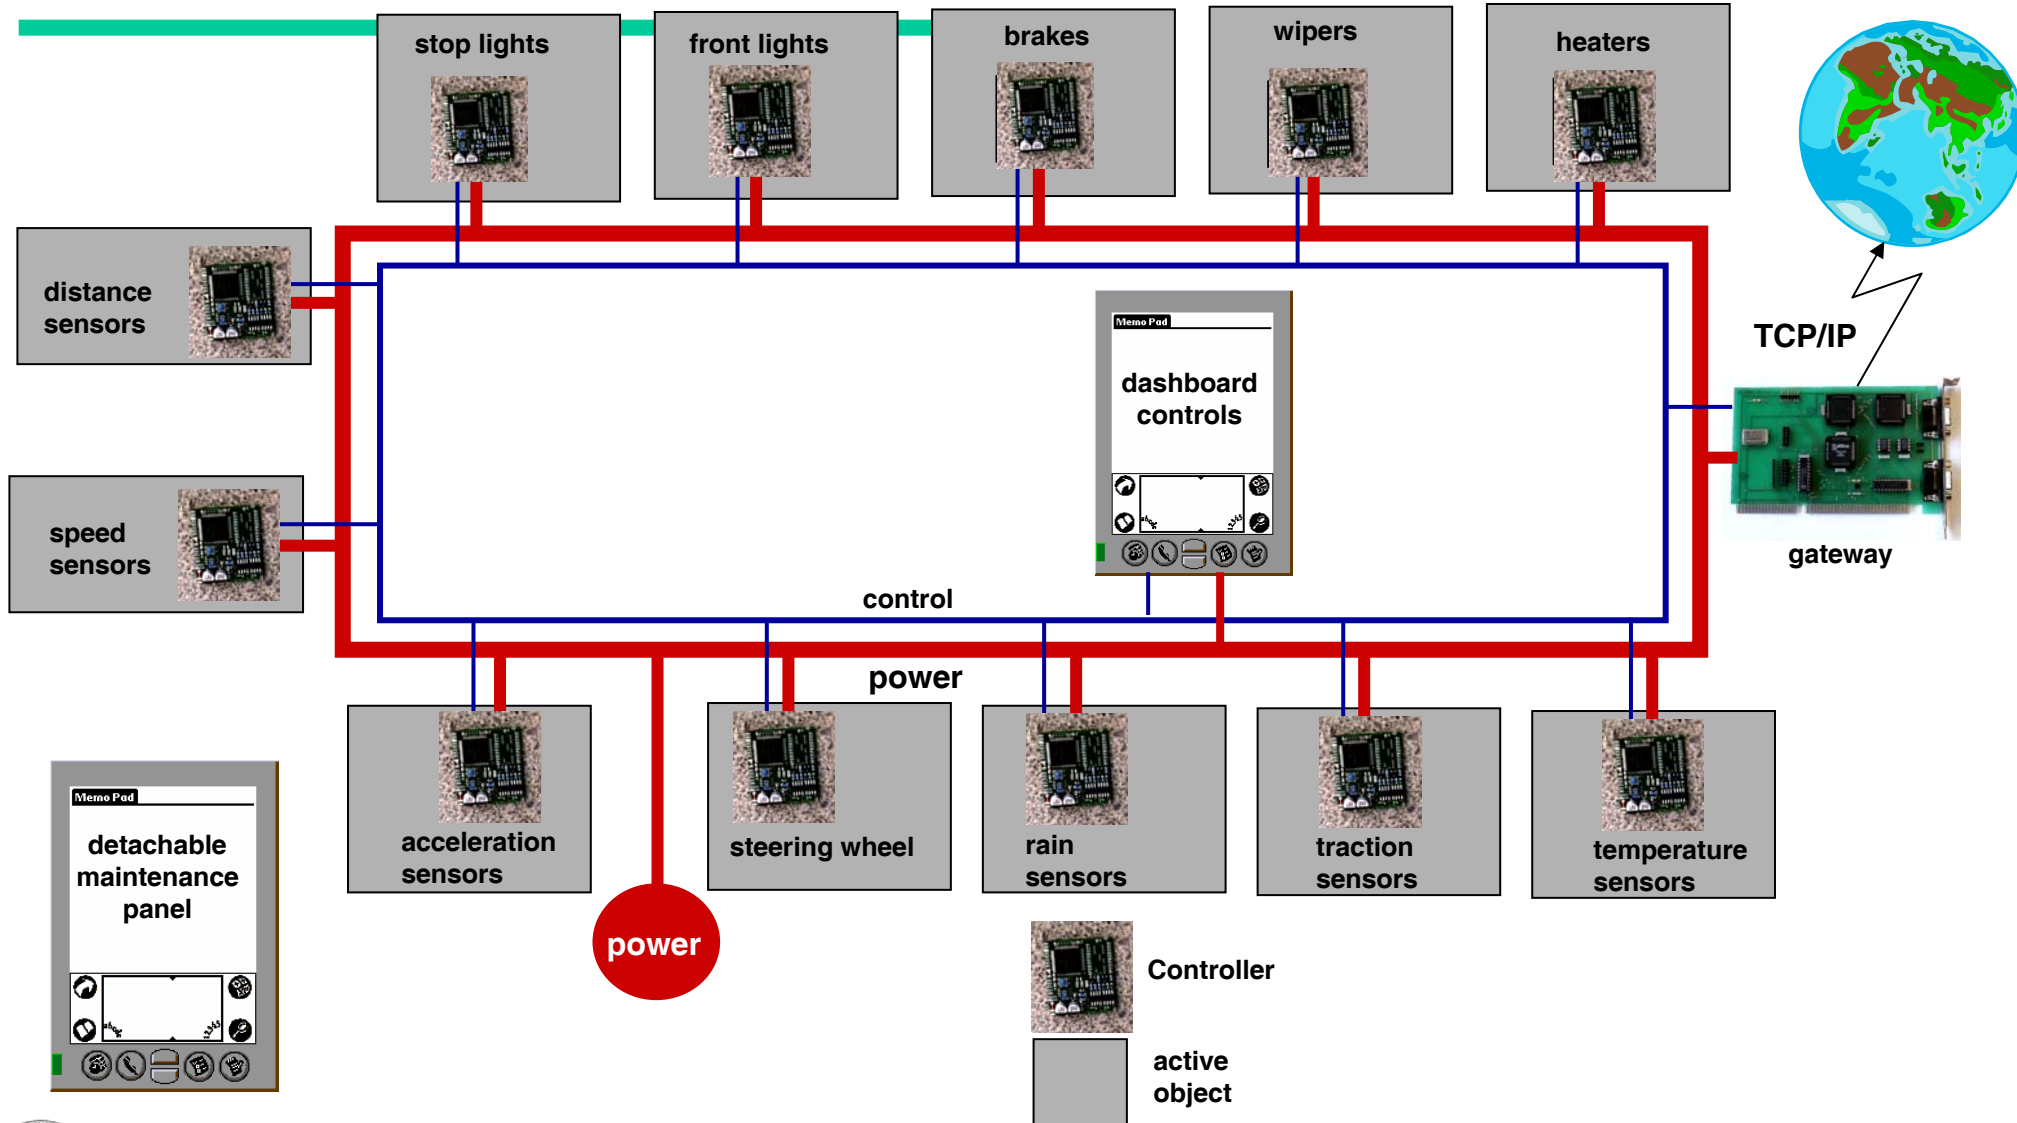 stop lights
front lights
brakes
wipers
heaters
distance
sensors
Memo Pad
dashboard
controls
TCP/IP
speed
sensors
gateway
control
power
acceleration
sensors
steering wheel
rain
sensors
traction
sensors
temperature
sensors
Memo Pad
detachable
maintenance
panel
power
Controller
active
object